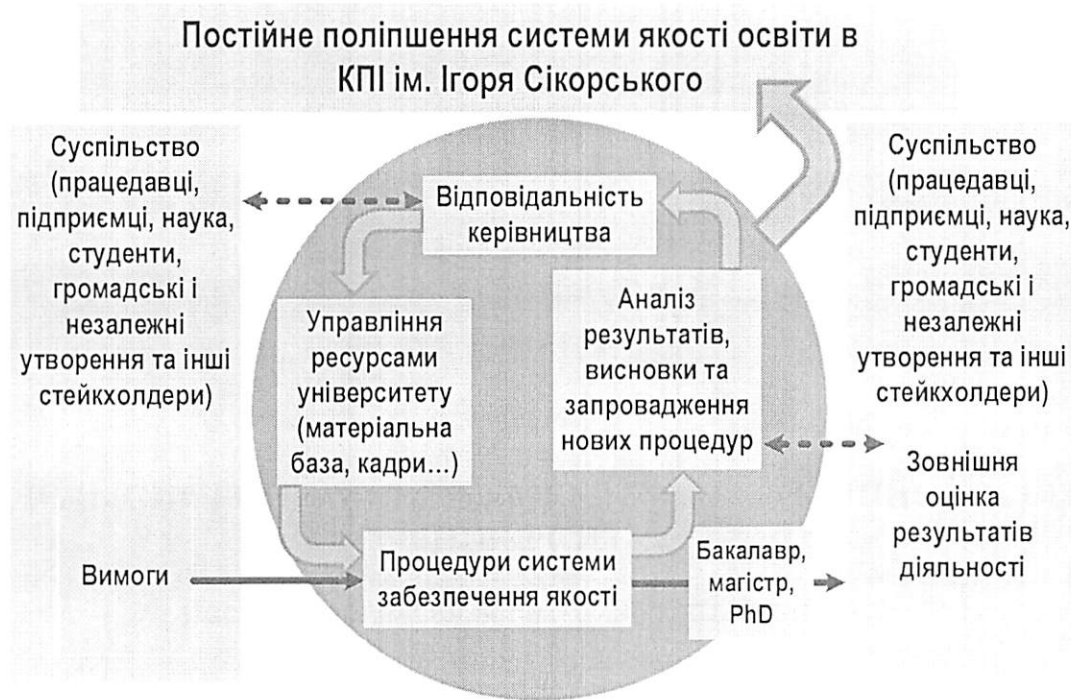 Постійне поліпшення системи якості освіти в
КПІ ім. Ігоря Сікорського
Суспільство
(працедавці,
підприємці, наука,
студенти,
громадські і
незалежні
утворення та інші
стейкхолдери)
Вимоги
Відповідальність
керівництва
Управління
ресурсами
університету
(матеріальна
база, кадри...)
Процедури системи
забезпечення якості
Аналіз
результатів,
висновки та
запровадження
нових процедур
Бакалавр,
магістр,
PhD
Суспільство
(працедавці,
підприємці, наука,
студенти,
громадські і
незалежні
утворення та інші
стейкхолдери)
Зовнішня
оцінка
результатів
діяльності